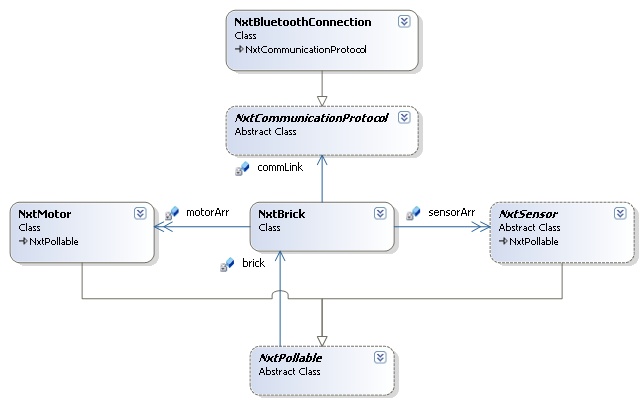 NxtBluetoothConnection
Class
NxtCommunicationProtocol
NxtCommunicationProtocol
Abstract Class
commLink
NxtMotor
Class
NxtPollable
motorArr
NxtBrick
Class
sensorArr
NxtSensor
Abstract Class
NxtPollable
brick
NxtPollable
Abstract Class